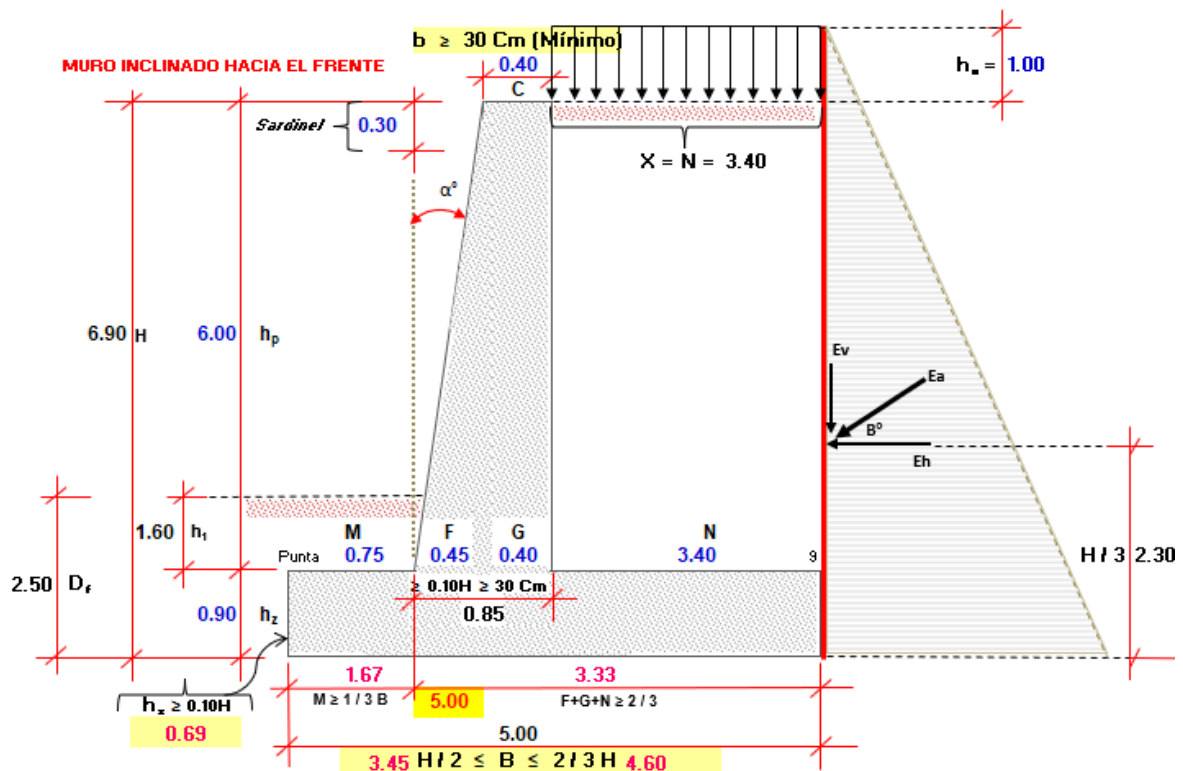 b ≥ 30 Cm (Mínimo)
MURO INCLINADO HACIA EL FRENTE
0.40
C
hₛ = 1.00
Sardinel
0.30
X = N = 3.40
α°
6.90 H
6.00 hp
Ev
Ea
B°
Eh
1.60 h₁
M F G N
Punta 0.75 0.45 0.40 3.40 9
H / 3 2.30
2.50 Df
≥ 0.10H ≥ 30 Cm
0.85
0.90 hz
1.67 3.33
M ≥ 1 / 3 B 5.00 F+G+N ≥ 2 / 3
hz ≥ 0.10H
0.69
5.00
3.45 H / 2 ≤ B ≤ 2 / 3 H 4.60